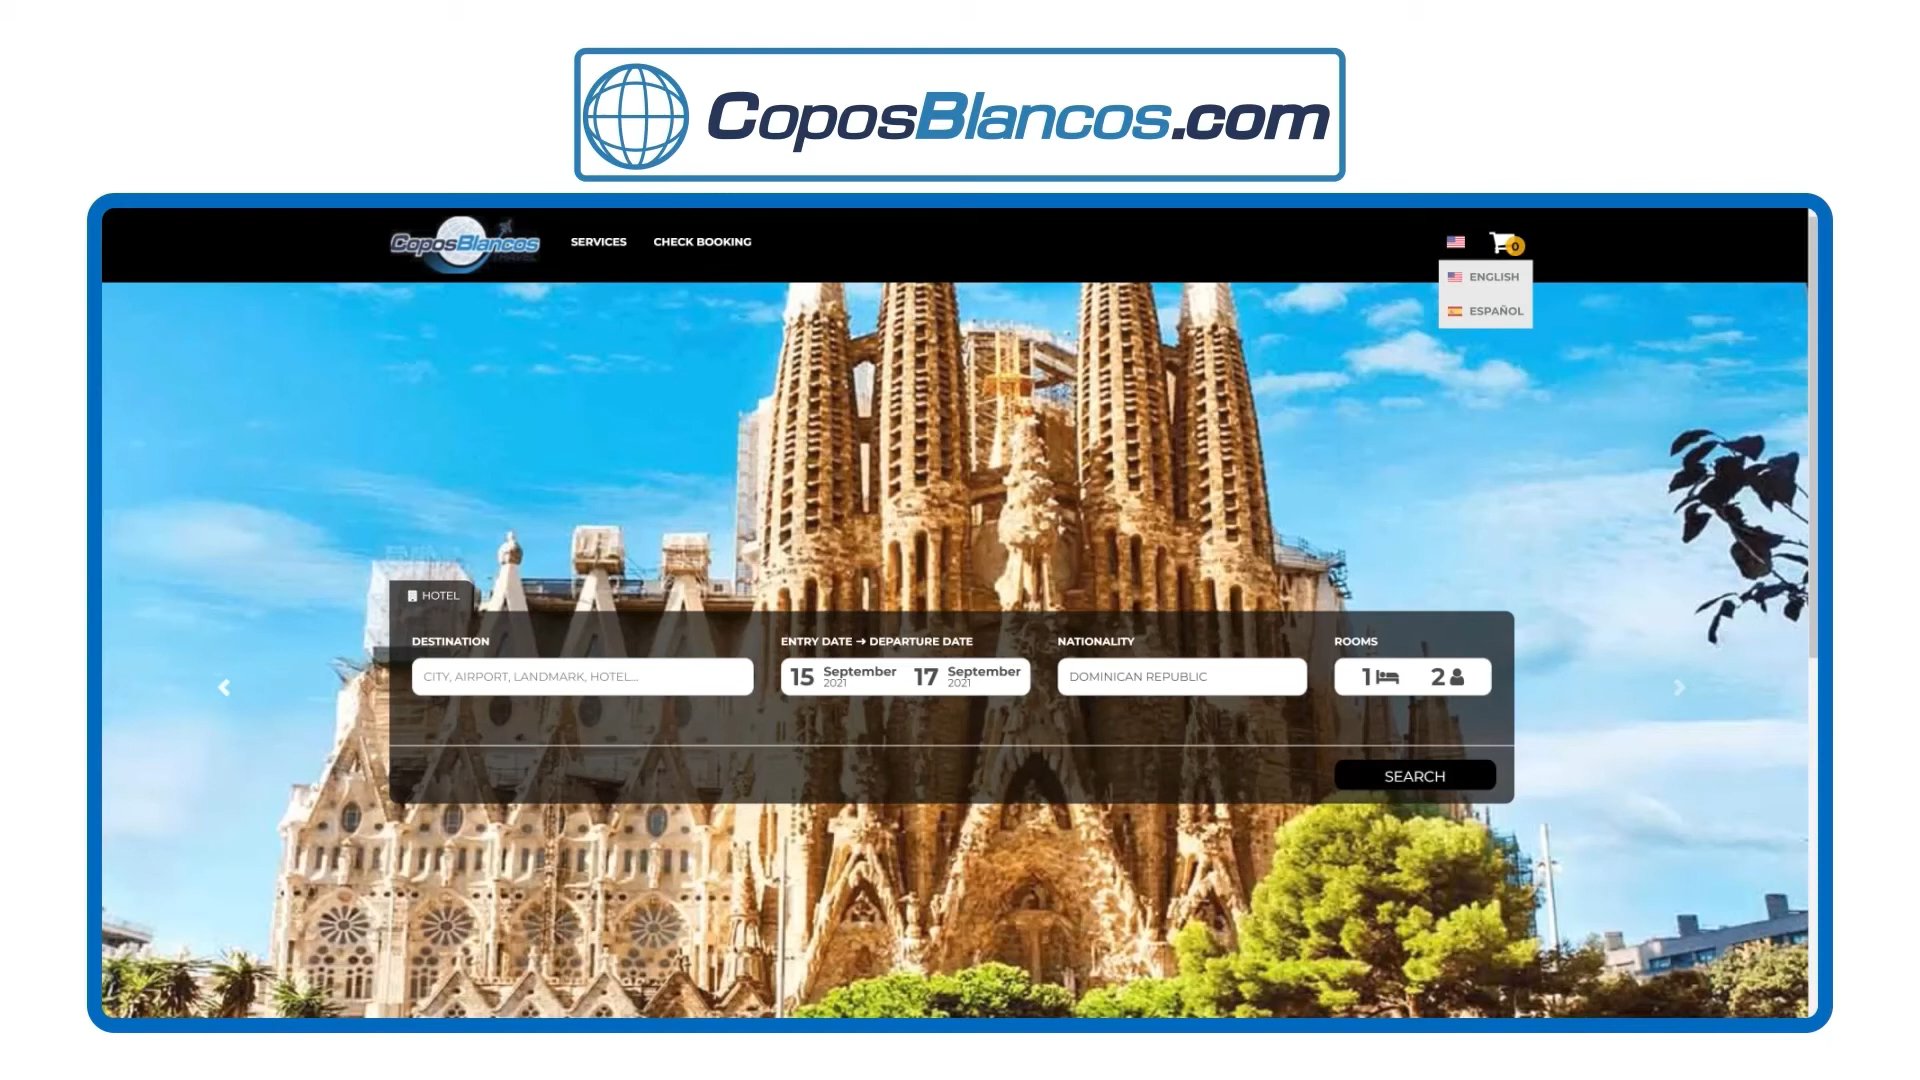 CoposBlancos.com
CoposBlancos
TRAVEL
SERVICES
CHECK BOOKING
0
ENGLISH
ESPAÑOL
HOTEL
DESTINATION
ENTRY DATE → DEPARTURE DATE
NATIONALITY
ROOMS
CITY, AIRPORT, LANDMARK, HOTEL...
15 September 2021
17 September 2021
DOMINICAN REPUBLIC
1
2
SEARCH